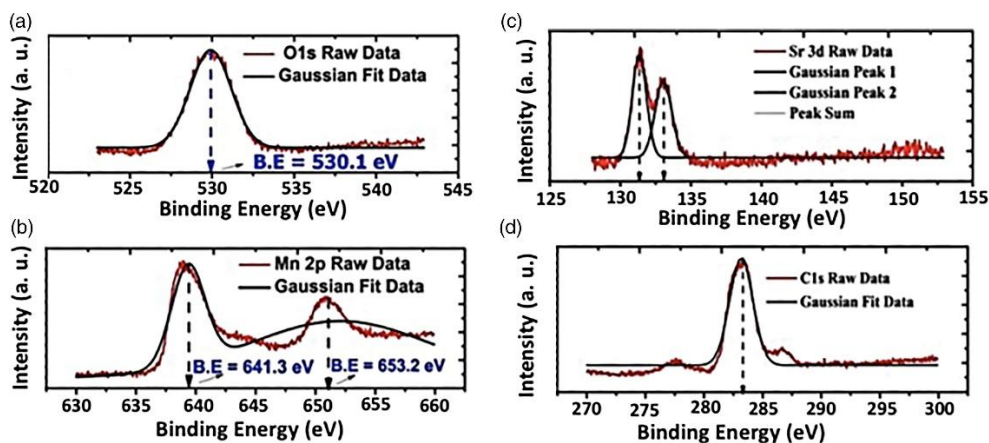 (a)
Intensity (a. u.)
O1s Raw Data
Gaussian Fit Data
B.E = 530.1 eV
520 525 530 535 540 545
Binding Energy (eV)
(b)
Intensity (a. u.)
Mn 2p Raw Data
Gaussian Fit Data
B.E = 641.3 eV
B.E = 653.2 eV
630 635 640 645 650 655 660
Binding Energy (eV)
(c)
Intensity (a. u.)
Sr 3d Raw Data
Gaussian Peak 1
Gaussian Peak 2
Peak Sum
125 130 135 140 145 150 155
Binding Energy (eV)
(d)
Intensity (a. u.)
C1s Raw Data
Gaussian Fit Data
270 275 280 285 290 295 300
Binding Energy (eV)